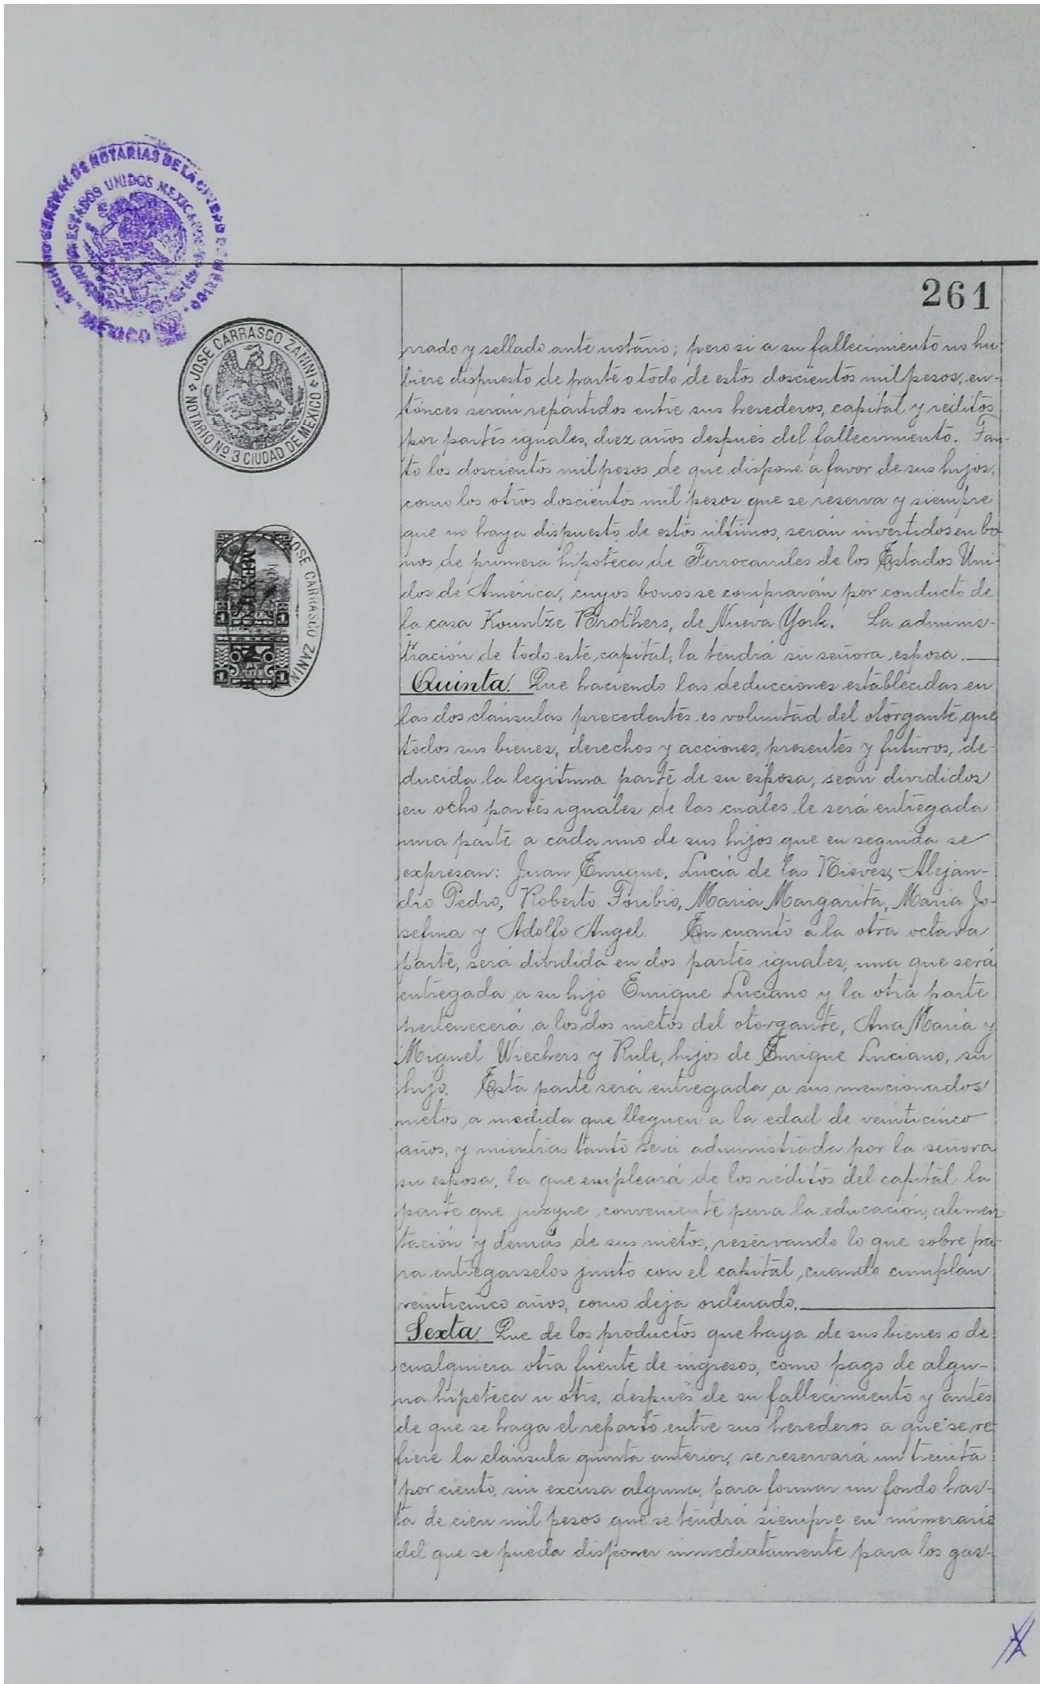 ARCHIVO GENERAL DE NOTARIAS DE LA CIUDAD DE MEXICO
ESTADOS UNIDOS MEXICANOS
MEXICO
261
JOSE CARRASCO ZANINI
NOTARIO Nº 3 CIUDAD DE MEXICO
JOSE CARRASCO ZANINI
MEXICO
1 1
1 1
rrado y sellado ante notario; pero si a su fallecimiento no hu
biere dispuesto de parte o todo de estos doscientos mil pesos, en-
tónces serán repartidos entre sus herederos, capital y réditos
por partes iguales, diez años después del fallecimiento. Tan-
to los doscientos mil pesos de que dispone a favor de sus hijos,
como los otros doscientos mil pesos que se reserva y siempre
que no haya dispuesto de estos últimos, serán invertidos en bo
nos de primera hipoteca de Ferrocarriles de los Estados Uni-
dos de América, cuyos bonos se comprarán por conducto de
la casa Kountze Brothers, de Nueva York. La adminis-
tración de todo este capital, la tendrá su señora esposa.
Quinta. Que haciendo las deducciones establecidas en
las dos cláusulas precedentes es voluntad del otorgante que
todos sus bienes, derechos y acciones, presentes y futuros, de-
ducida la legítima parte de su esposa, sean divididos
en ocho partes iguales de las cuales le será entregada
una parte a cada uno de sus hijos que en seguida se
expresan: Juan Enrique, Lucía de las Nieves, Alejan-
dro Pedro, Roberto Toribio, María Margarita, María Jo-
sefina y Adolfo Angel. En cuanto a la otra octava
parte, será dividida en dos partes iguales, una que será
entregada a su hijo Enrique Luciano y la otra parte
pertenecerá a los dos nietos del otorgante, Ana María y
Miguel Wiechers y Rule, hijos de Enrique Luciano, su
hijo. Esta parte será entregada a sus mencionados
nietos a medida que lleguen a la edad de veinticinco
años, y mientras tanto será administrada por la señora
su esposa, la que empleará de los réditos del capital la
parte que juzgue conveniente para la educación, alimen-
tación y demás de sus nietos, reservando lo que sobre pa-
ra entregarselos junto con el capital, cuando cumplan
veinticinco años, como deja ordenado.
Sexta. Que de los productos que haya de sus bienes o de
cualquiera otra fuente de ingresos, como pago de algu-
na hipoteca u otro, después de su fallecimiento y antes
de que se haga el reparto entre sus herederos a que se re
fiere la cláusula quinta anterior, se reservará un treinta
por ciento, sin excusa alguna, para formar un fondo has-
ta de cien mil pesos que se tendrá siempre en numerario
del que se pueda disponer inmediatamente para los gas-